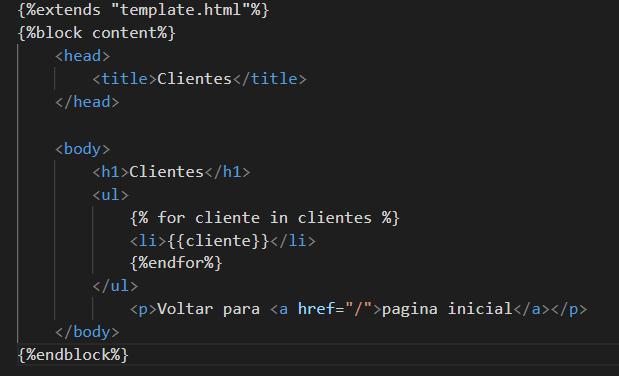 {%extends "template.html"%}
{%block content%}
<head>
<title>Clientes</title>
</head>
<body>
<h1>Clientes</h1>
<ul>
{% for cliente in clientes %}
<li>{{cliente}}</li>
{%endfor%}
</ul>
<p>Voltar para <a href="/">pagina inicial</a></p>
</body>
{%endblock%}